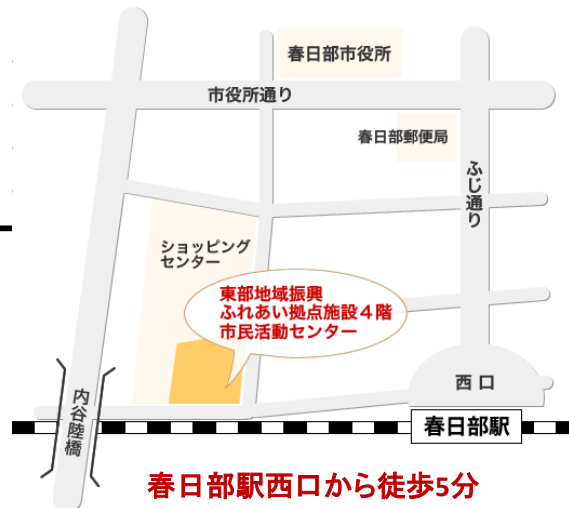 春日部市役所
市役所通り
春日部郵便局
ふじ通り
ショッピング
センター
東部地域振興
ふれあい拠点施設4階
市民活動センター
西口
内谷陸橋
春日部駅
春日部駅西口から徒歩5分